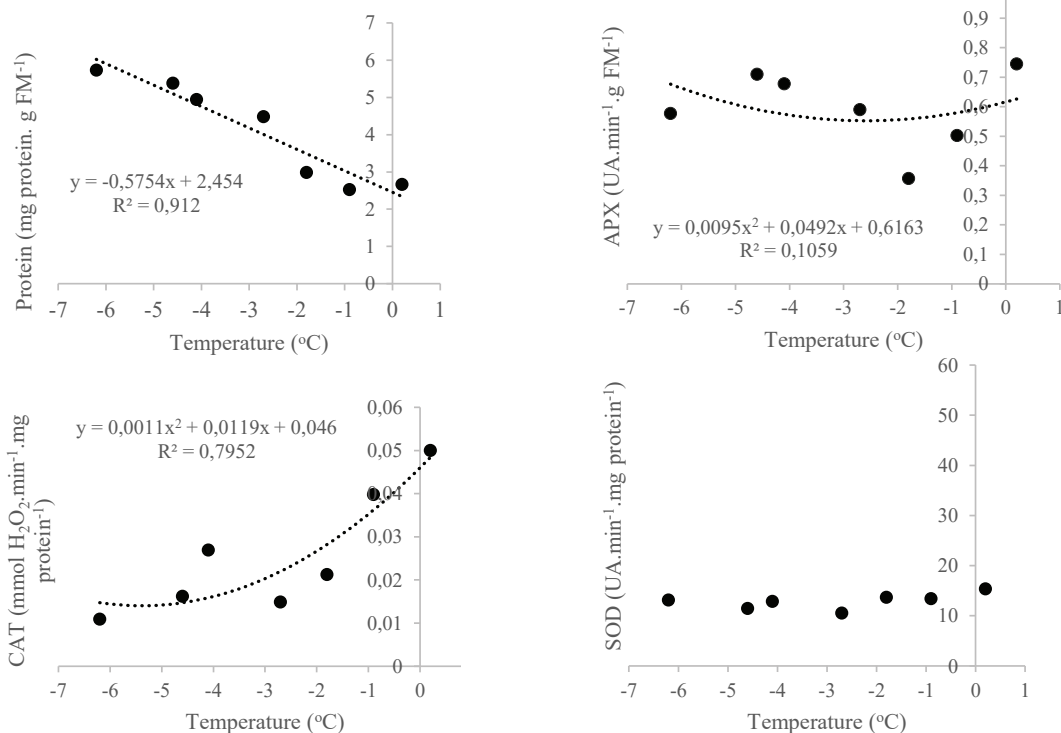 Protein (mg protein. g FM⁻¹)
7
6
5
4
3
2
1
0
y = -0,5754x + 2,454
R² = 0,912
-7 -6 -5 -4 -3 -2 -1 0 1
Temperature (°C)
APX (UA.min⁻¹.g FM⁻¹)
0,9
0,8
0,7
0,6
0,5
0,4
0,3
0,2
0,1
0
y = 0,0095x² + 0,0492x + 0,6163
R² = 0,1059
-7 -6 -5 -4 -3 -2 -1 0 1
Temperature (°C)
CAT (mmol H₂O₂.min⁻¹.mg
protein⁻¹)
y = 0,0011x² + 0,0119x + 0,046
R² = 0,7952
0,06
0,05
0,04
0,03
0,02
0,01
0
-7 -6 -5 -4 -3 -2 -1 0
Temperature (°C)
SOD (UA.min⁻¹.mg protein⁻¹)
60
50
40
30
20
10
0
-7 -6 -5 -4 -3 -2 -1 0 1
Temperature (°C)